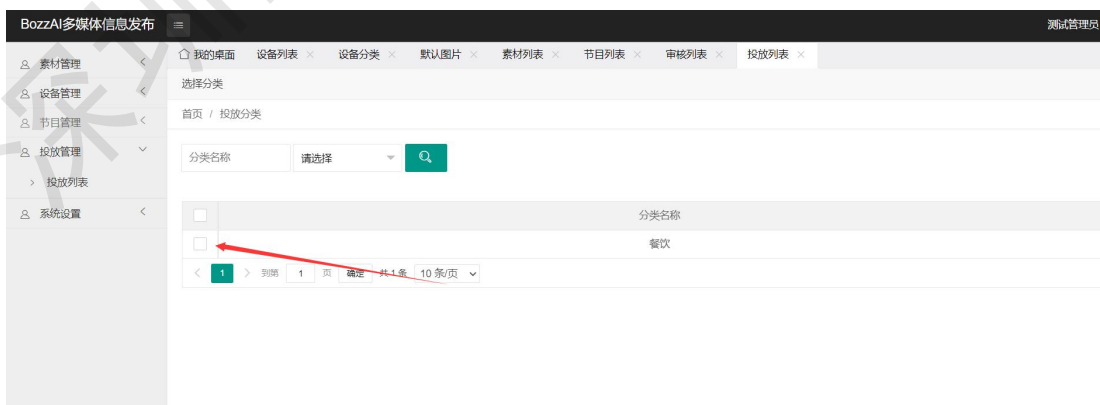 BozzAI多媒体信息发布
测试管理员
素材管理
设备管理
节目管理
投放管理
投放列表
系统设置
我的桌面 设备列表 设备分类 默认图片 素材列表 节目列表 审核列表 投放列表
选择分类
首页 / 投放分类
分类名称 请选择
分类名称
餐饮
1 到第 1 页 确定 共1条 10 条/页
深圳